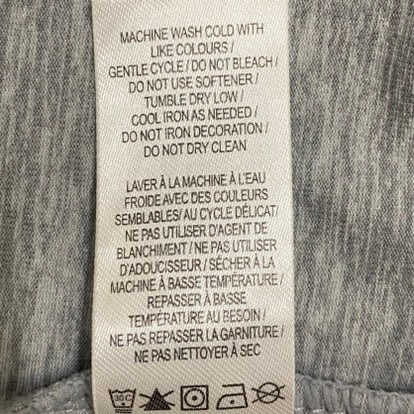 MACHINE WASH COLD WITH
LIKE COLOURS /
GENTLE CYCLE / DO NOT BLEACH /
DO NOT USE SOFTENER /
TUMBLE DRY LOW /
COOL IRON AS NEEDED /
DO NOT IRON DECORATION /
DO NOT DRY CLEAN
LAVER À LA MACHINE À L'EAU
FROIDE AVEC DES COULEURS
SEMBLABLES/ AU CYCLE DÉLICAT/
NE PAS UTILISER D'AGENT DE
BLANCHIMENT / NE PAS UTILISER
D'ADOUCISSEUR / SÉCHER À LA
MACHINE À BASSE TEMPÉRATURE /
REPASSER À BASSE
TEMPÉRATURE AU BESOIN /
NE PAS REPASSER LA GARNITURE /
NE PAS NETTOYER À SEC
30C